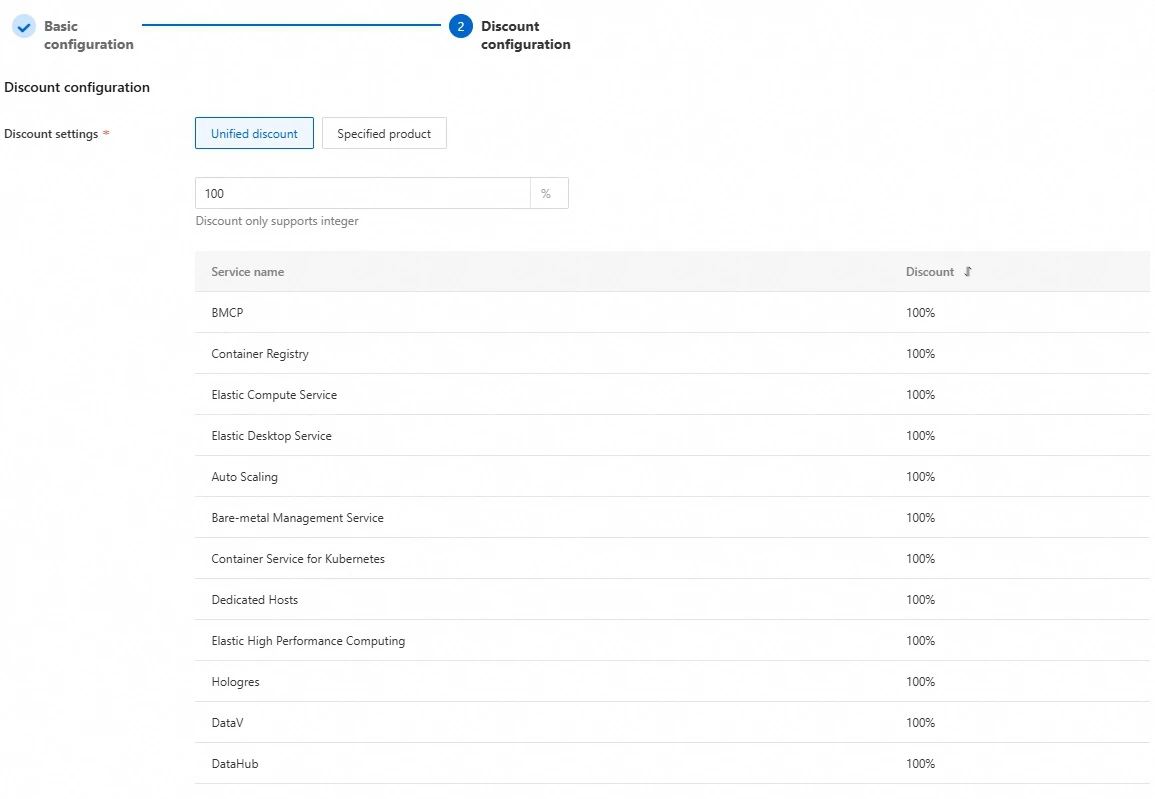 Basic
configuration
2
Discount
configuration
Discount configuration
Discount settings *
Unified discount
Specified product
100
%
Discount only supports integer
Service name
Discount
BMCP
100%
Container Registry
100%
Elastic Compute Service
100%
Elastic Desktop Service
100%
Auto Scaling
100%
Bare-metal Management Service
100%
Container Service for Kubernetes
100%
Dedicated Hosts
100%
Elastic High Performance Computing
100%
Hologres
100%
DataV
100%
DataHub
100%